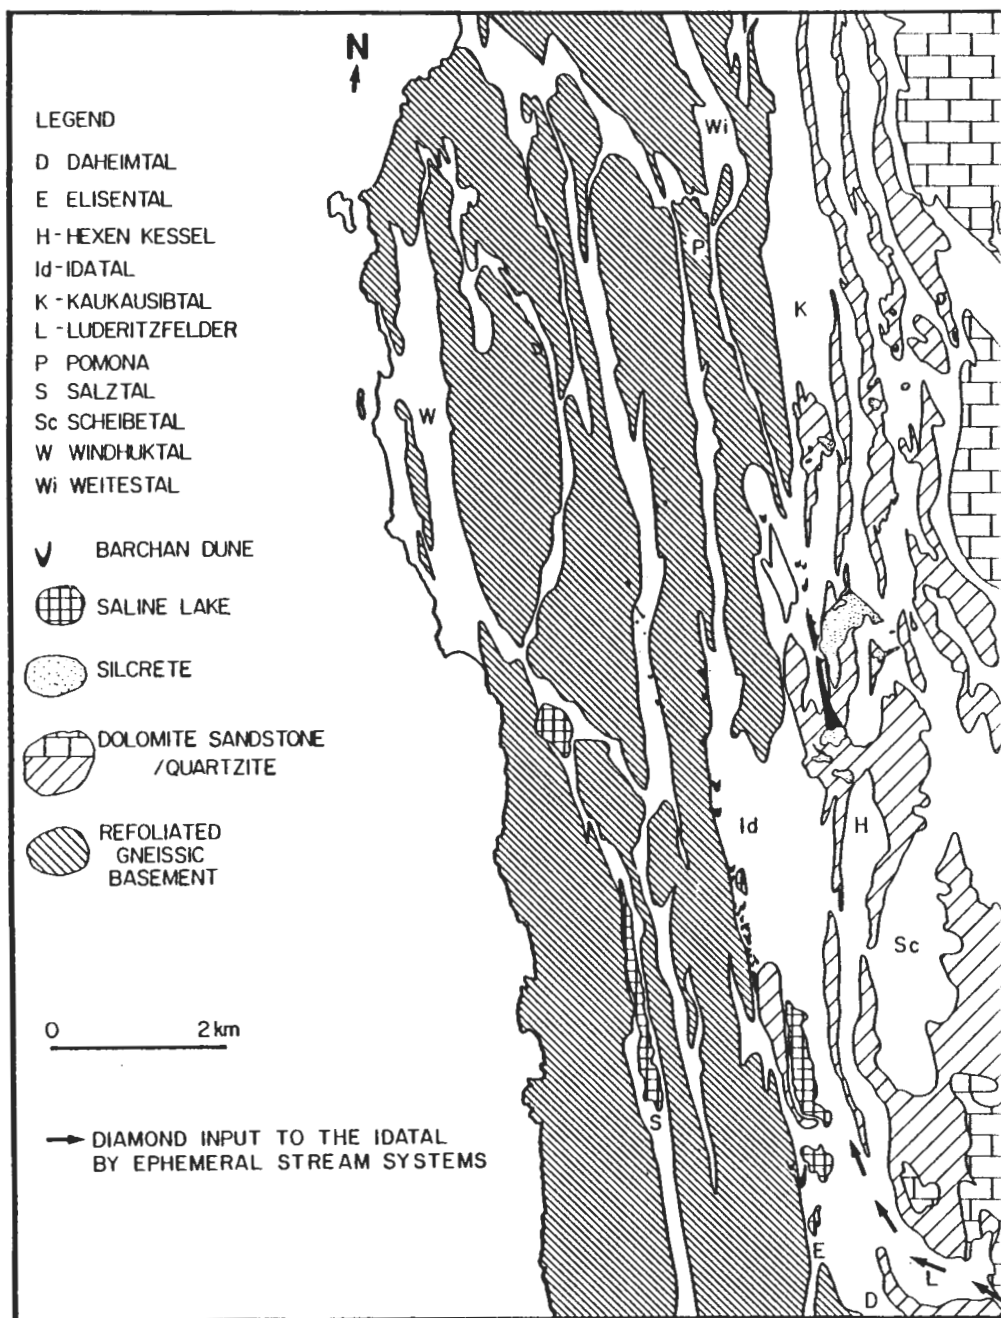 N
LEGEND
D DAHEIMTAL
E ELISENTAL
H-HEXEN KESSEL
Id-IDATAL
K-KAUKAUSIBTAL
L-LUDERITZFELDER
P POMONA
S SALZTAL
Sc SCHEIBETAL
W WINDHUKTAL
Wi WEITESTAL
BARCHAN DUNE
SALINE LAKE
SILCRETE
DOLOMITE SANDSTONE
/QUARTZITE
REFOLIATED
GNEISSIC
BASEMENT
0 2km
DIAMOND INPUT TO THE IDATAL
BY EPHEMERAL STREAM SYSTEMS
Wi
P
K
W
Id
H
Sc
S
E
L
D